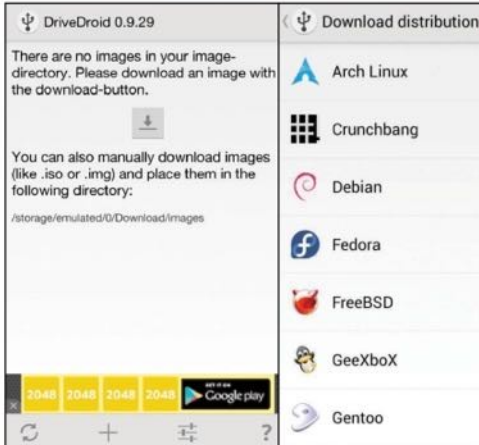 DriveDroid 0.9.29
There are no images in your image-
directory. Please download an image with
the download-button.
You can also manually download images
(like .iso or .img) and place them in the
following directory:
/storage/emulated/0/Download/images
2048 2048 2048 2048
GET IT ON
Google play
?
Download distribution
Arch Linux
Crunchbang
Debian
Fedora
FreeBSD
GeeXboX
Gentoo